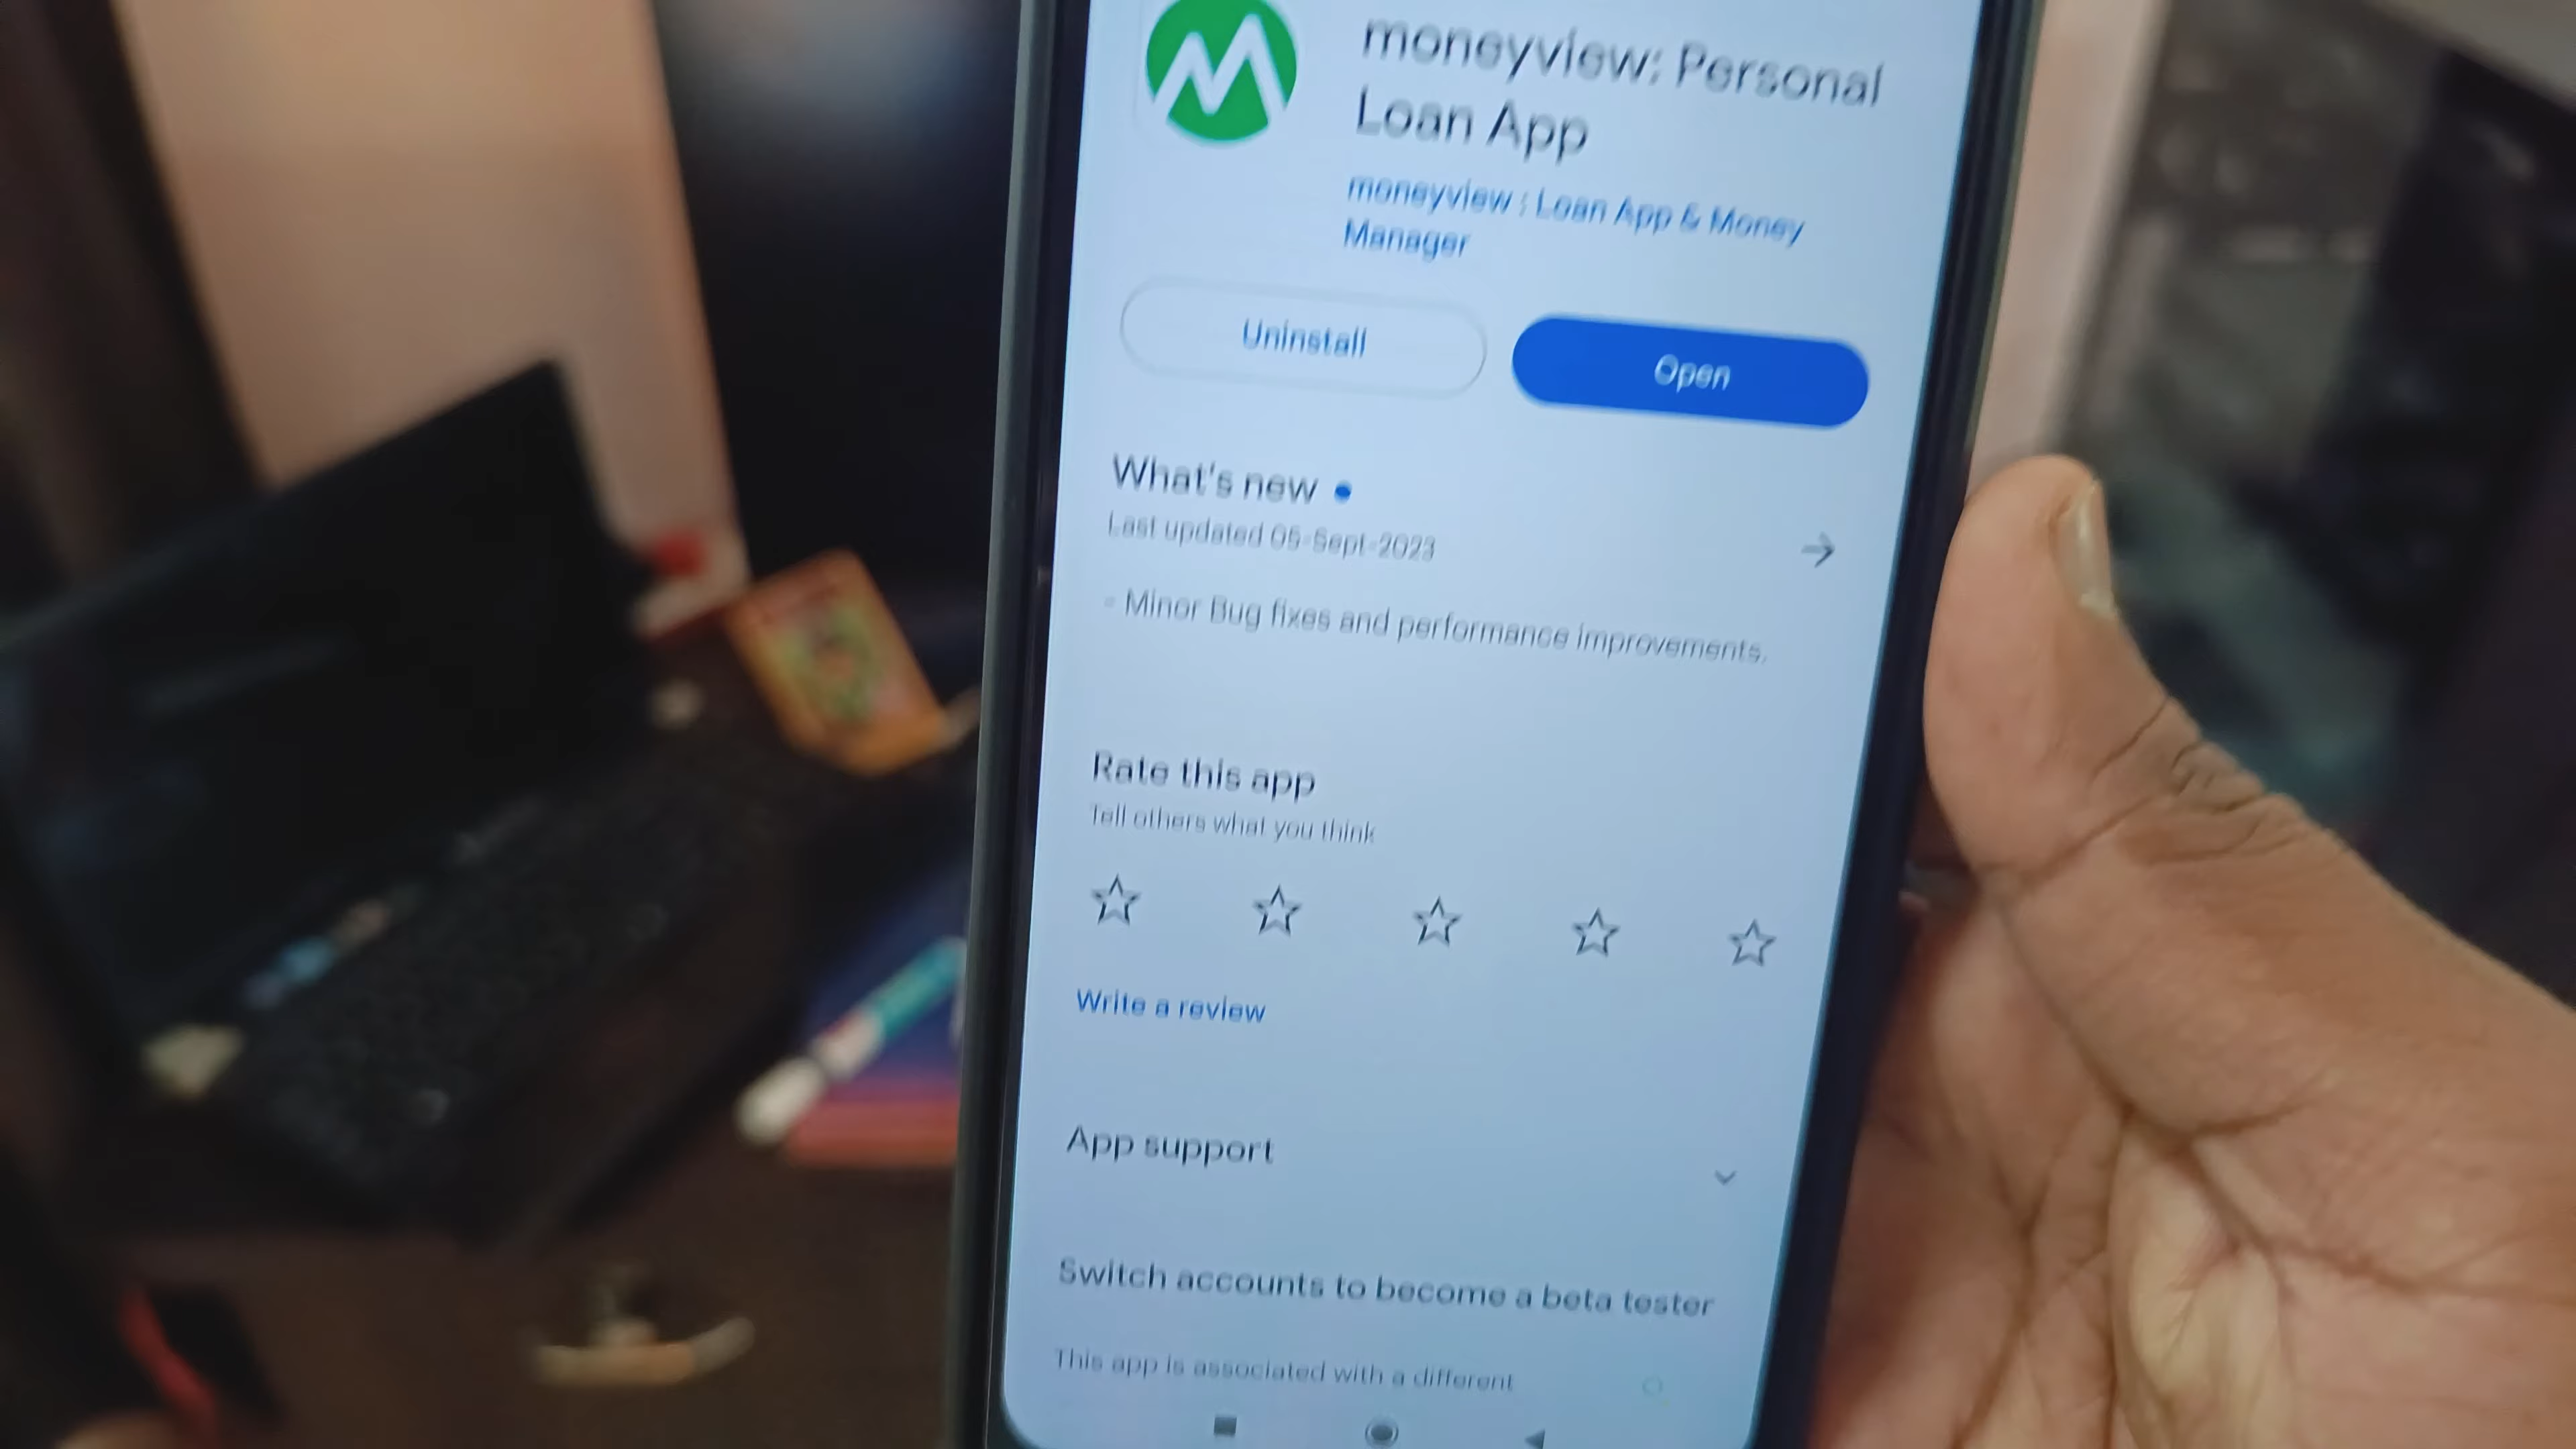 moneyview: Personal
Loan App
moneyview : Loan App & Money
Manager
Uninstall
Open
What's new •
Last updated 05-Sept-2023
- Minor Bug fixes and performance improvements.
Rate this app
Tell others what you think
Write a review
App support
Switch accounts to become a beta tester
This app is associated with a different